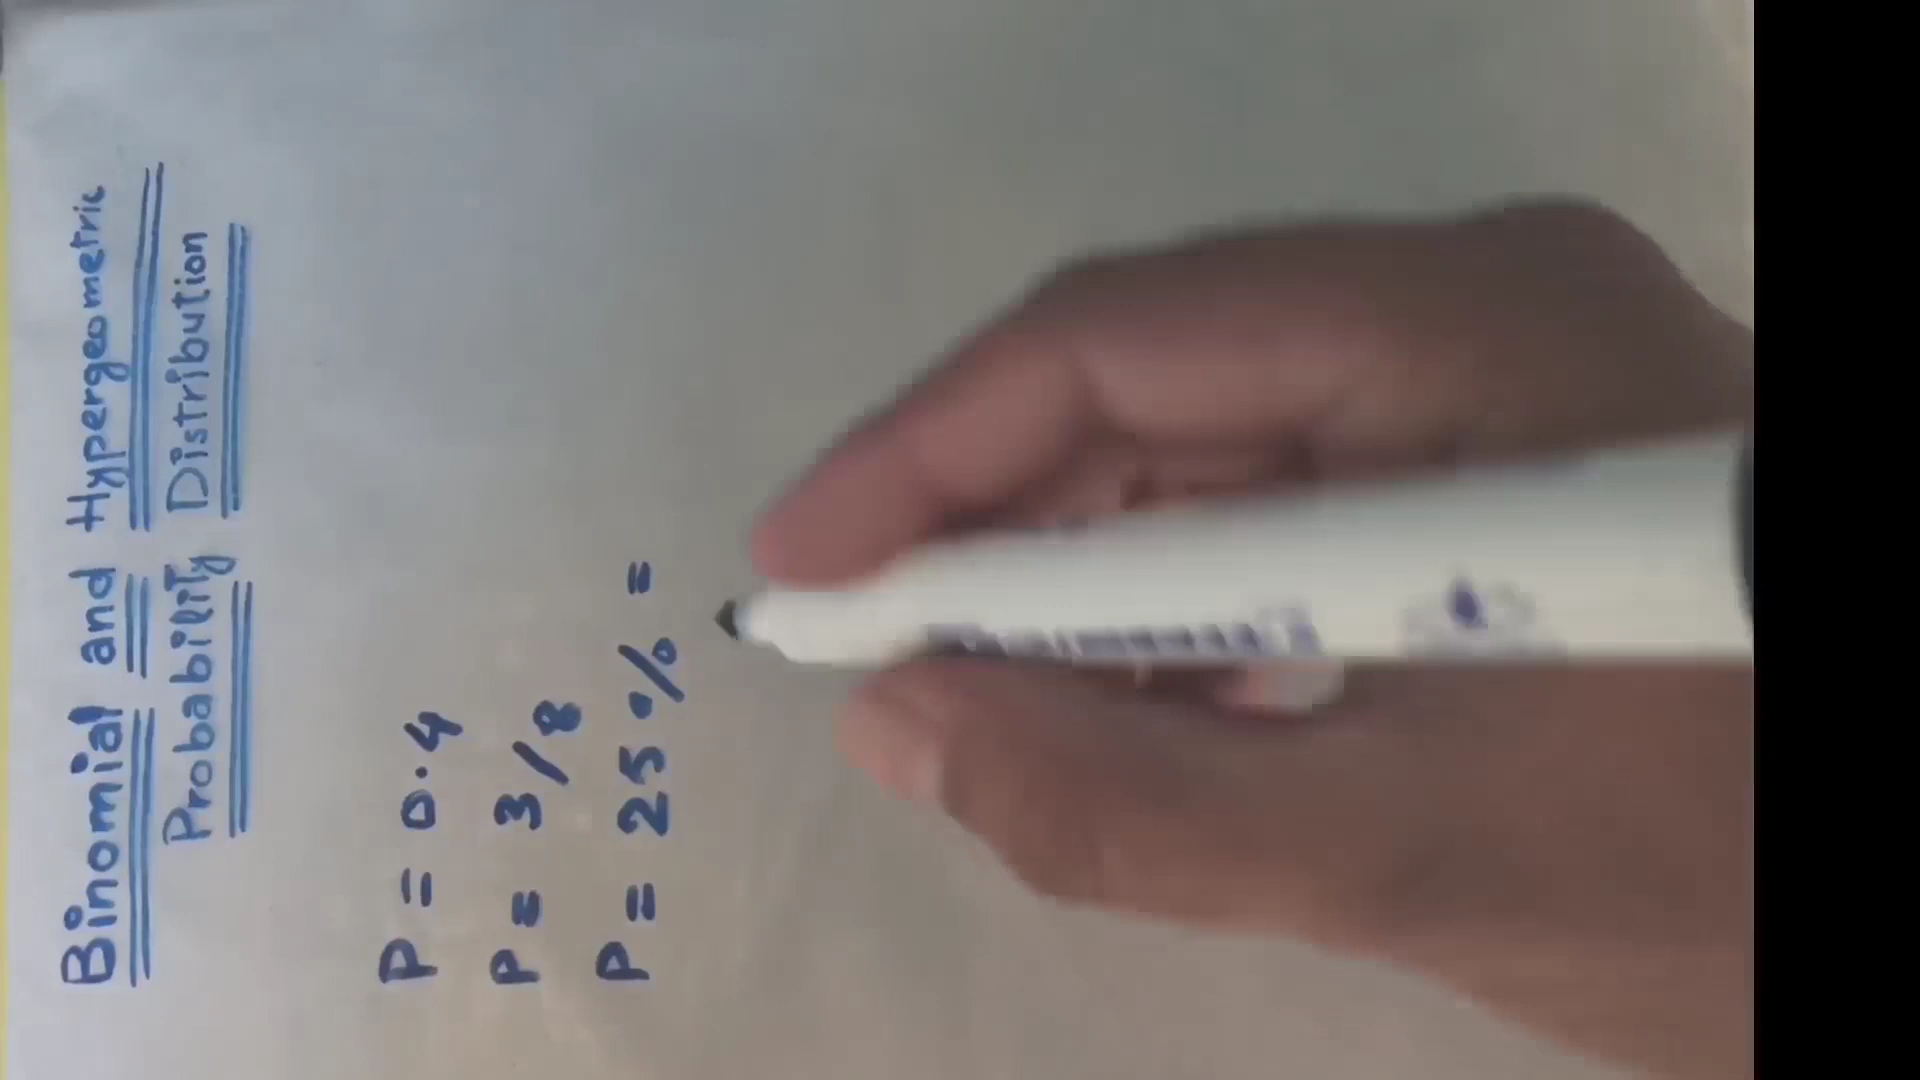 Binomial and Hypergeometric
Probability Distribution
P = 0.4
P = 3/8
P = 25% =